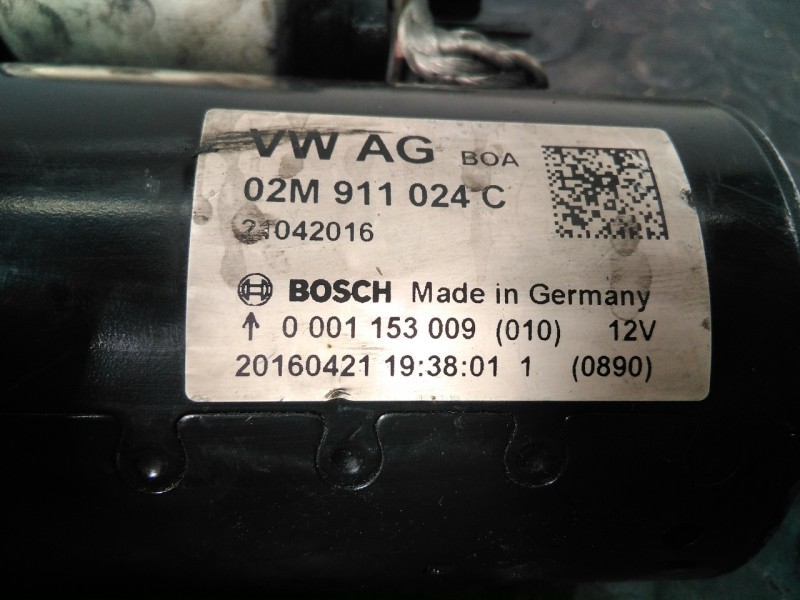 VW AG BOA
02M 911 024 C
21042016
BOSCH Made in Germany
↑ 0 001 153 009 (010) 12V
20160421 19:38:01 1 (0890)